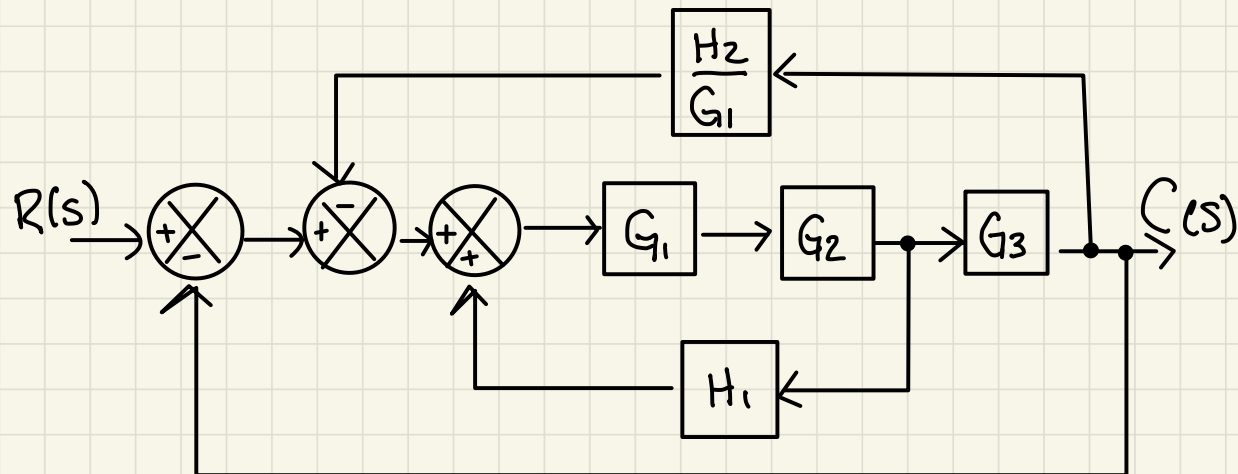 H2
G1
R(s)
+
-
+
-
+
+
G1
G2
G3
C(s)
H1